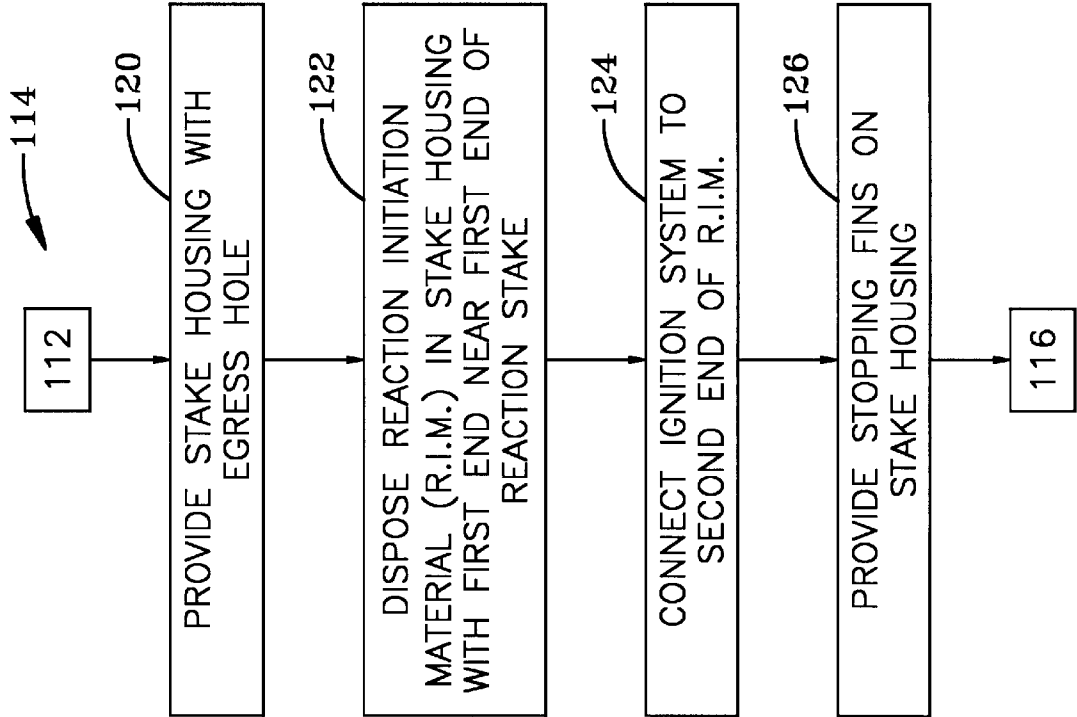 114
112
120
PROVIDE STAKE HOUSING WITH
EGRESS HOLE
122
DISPOSE REACTION INITIATION
MATERIAL (R.I.M.) IN STAKE HOUSING
WITH FIRST END NEAR FIRST END OF
REACTION STAKE
124
CONNECT IGNITION SYSTEM TO
SECOND END OF R.I.M.
126
PROVIDE STOPPING FINS ON
STAKE HOUSING
116